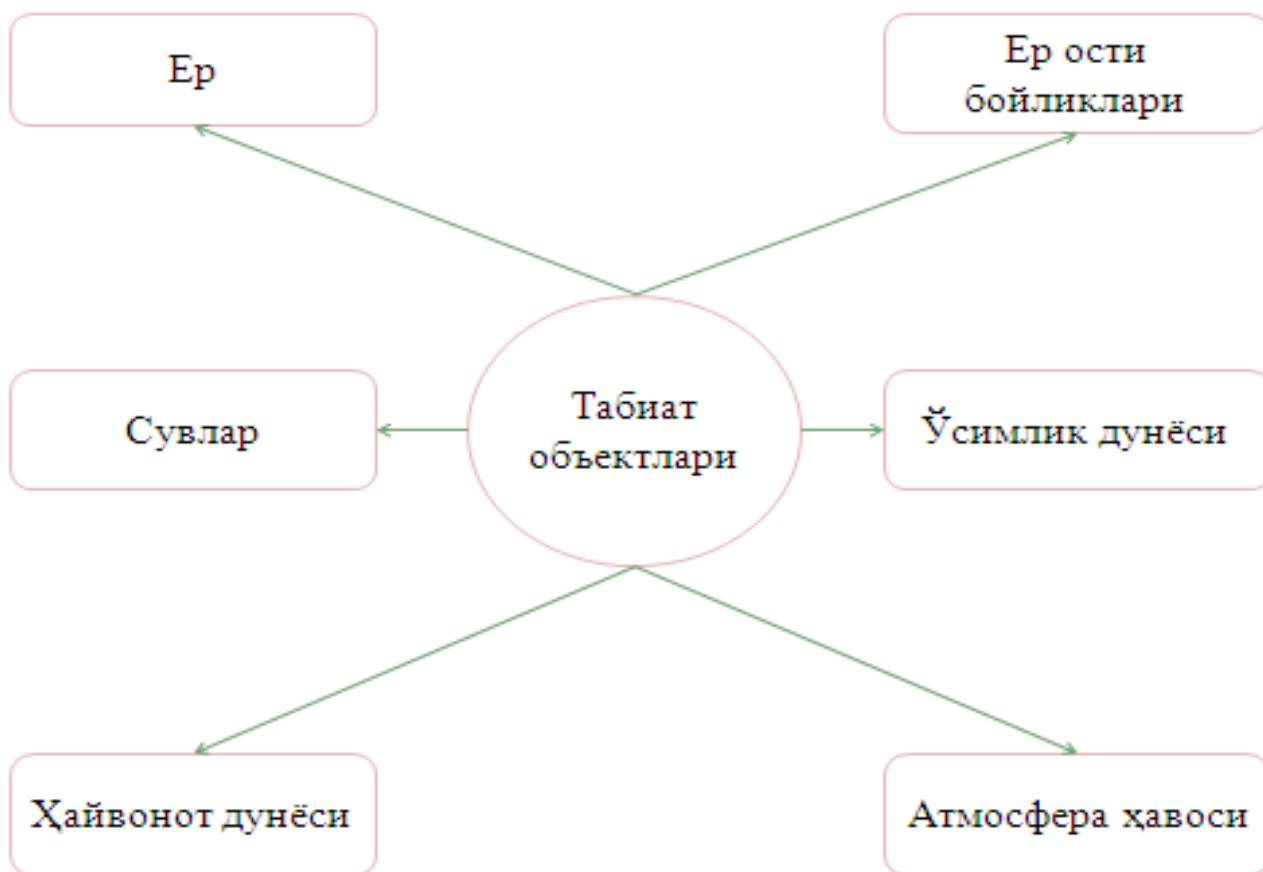 Ер
Ер ости
бойликлари
Сувлар
Табиат
объектлари
Ўсимлик дунёси
Ҳайвонот дунёси
Атмосфера ҳавоси